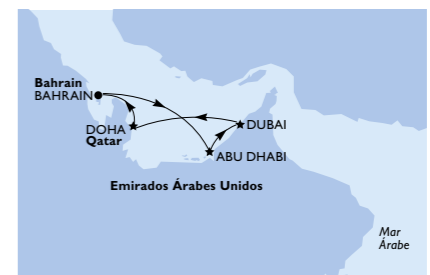 Bahrain
BAHRAIN
DUBAI
DOHA
Qatar
ABU DHABI
Emirados Árabes Unidos
Mar
Árabe